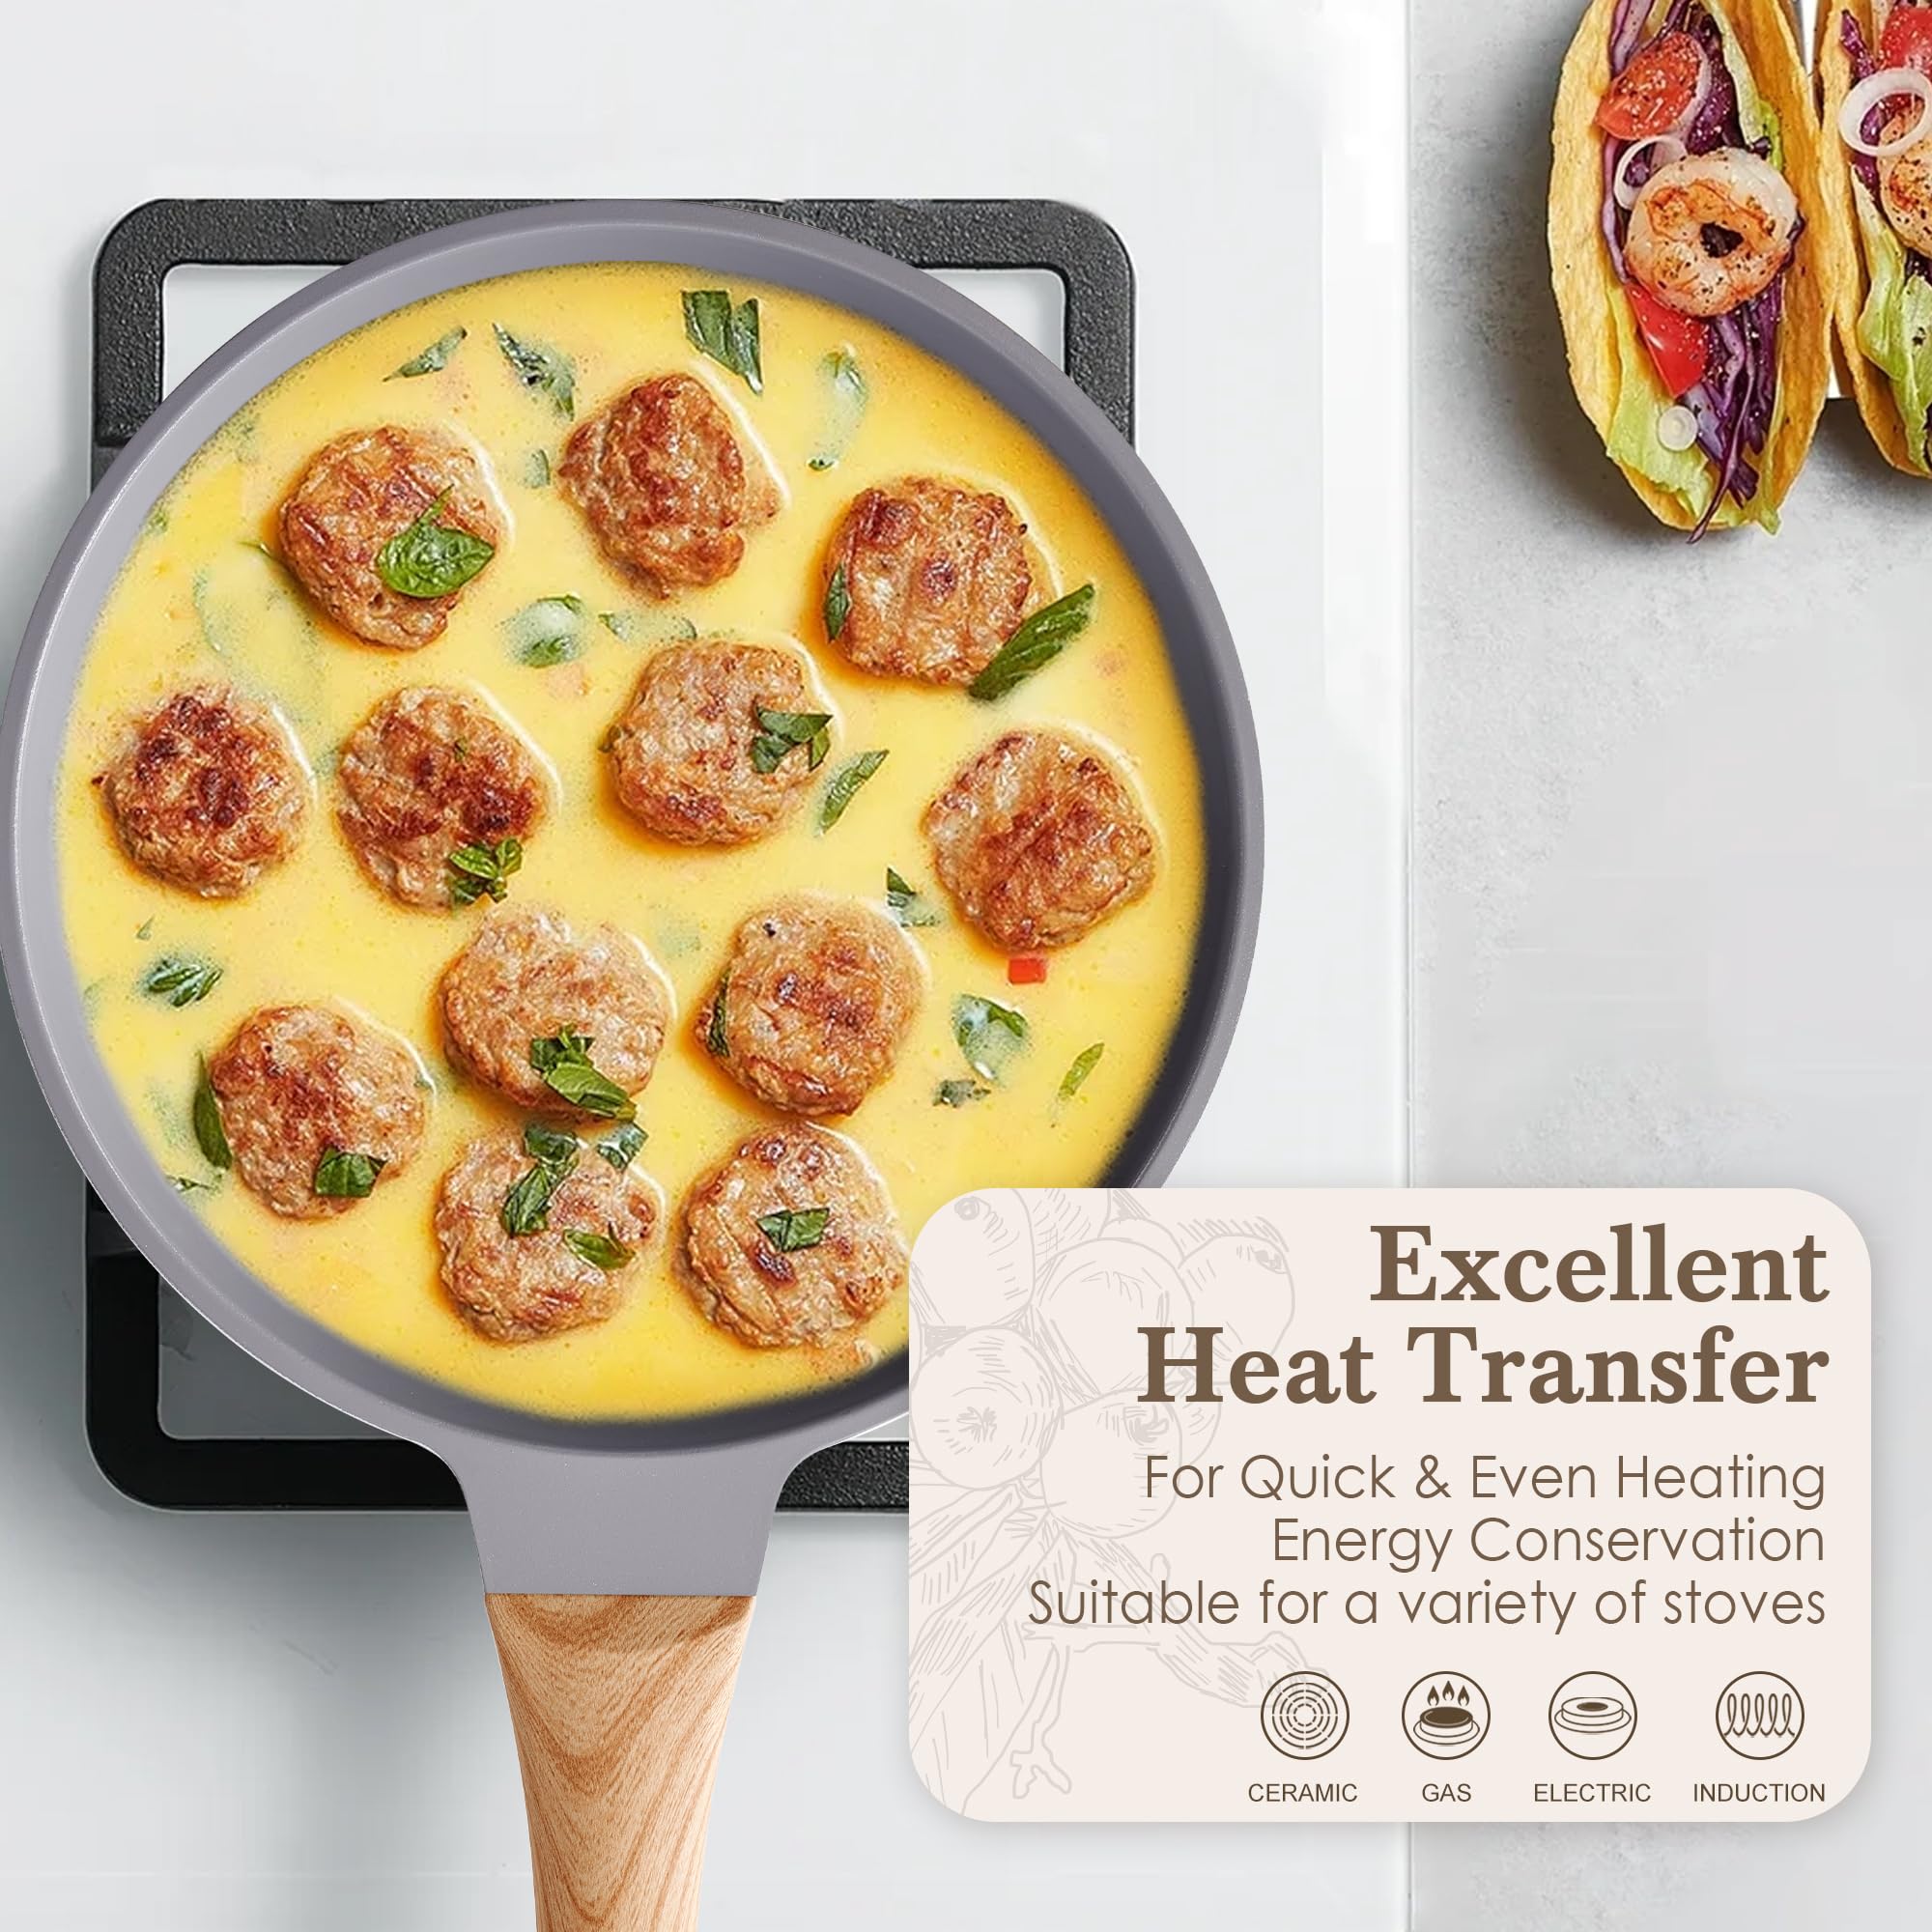 Excellent
Heat Transfer
For Quick & Even Heating
Energy Conservation
Suitable for a variety of stoves
CERAMIC GAS ELECTRIC INDUCTION